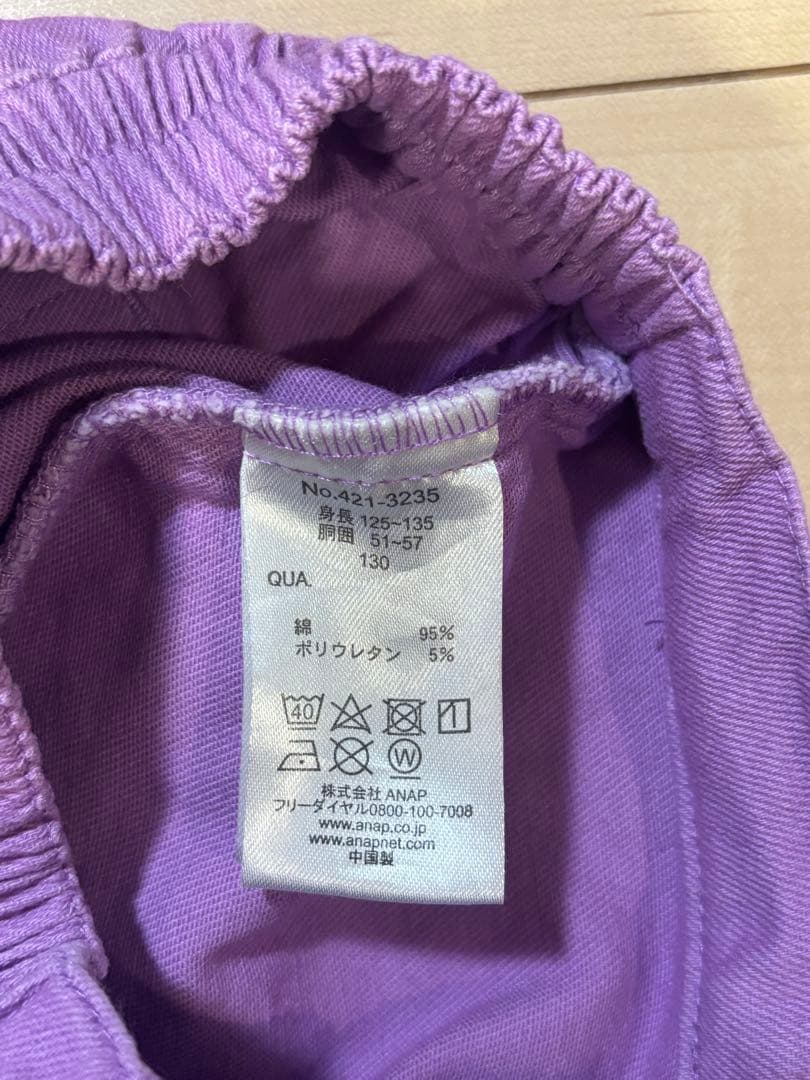 No.421-3235
身長 125~135
胴囲 51~57
130
QUA.
綿 95%
ポリウレタン 5%
40
W
株式会社 ANAP
フリーダイヤル0800-100-7008
www.anap.co.jp
www.anapnet.com
中国製